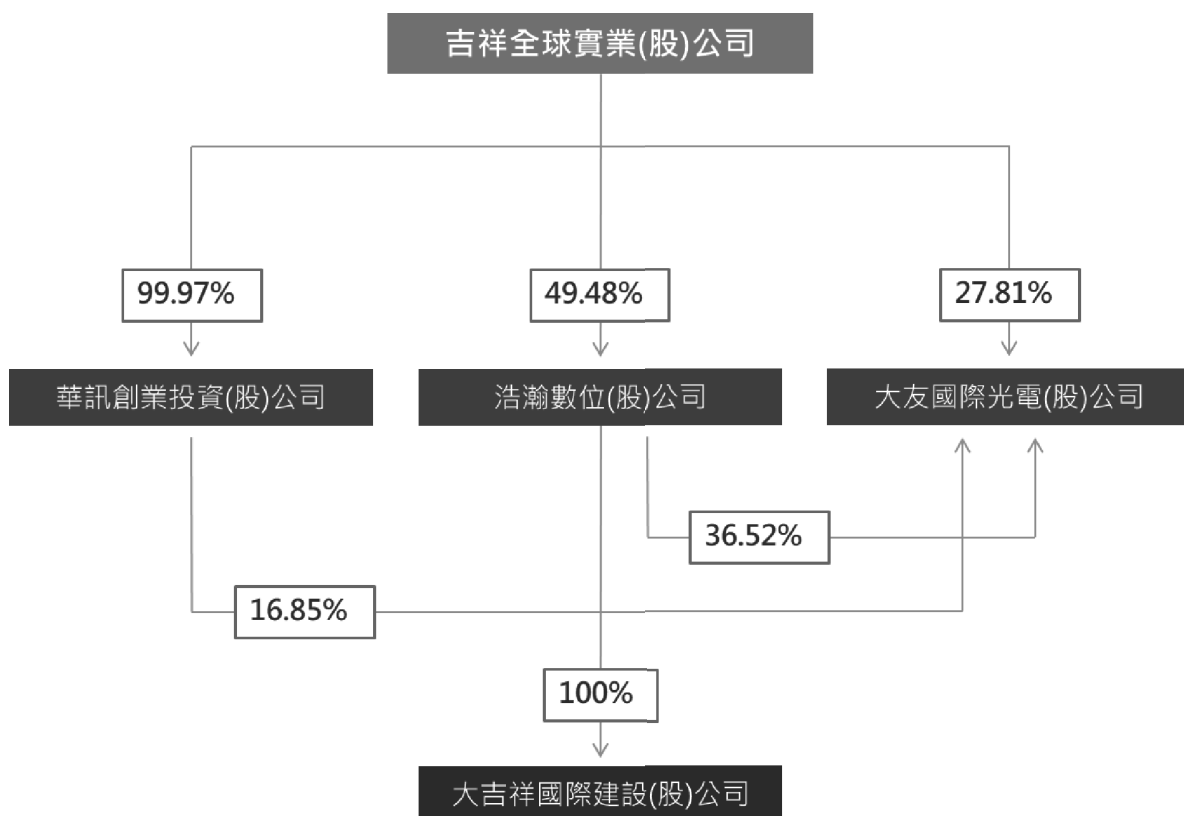 吉祥全球實業(股)公司
99.97%
49.48%
27.81%
華訊創業投資(股)公司
浩瀚數位(股)公司
大友國際光電(股)公司
36.52%
16.85%
100%
大吉祥國際建設(股)公司